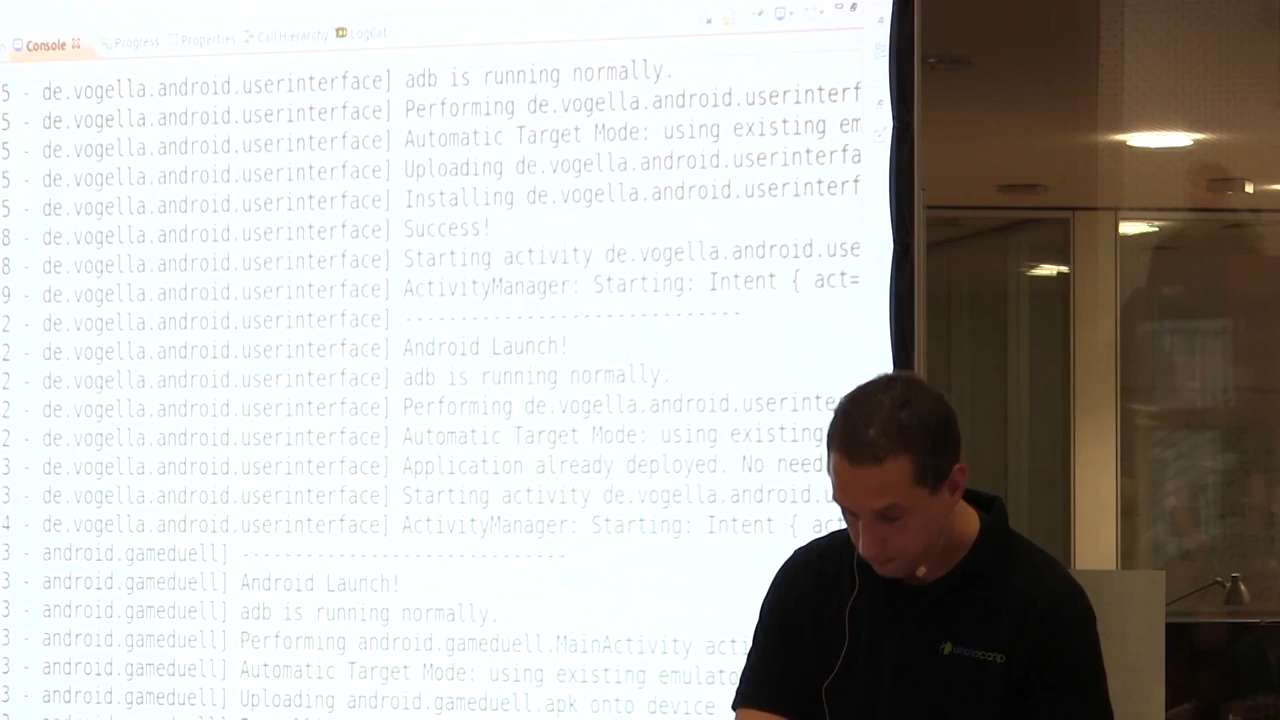 Console Progress Properties Call Hierarchy LogCat
5 - de.vogella.android.userinterface] adb is running normally.
5 - de.vogella.android.userinterface] Performing de.vogella.android.userinterf
5 - de.vogella.android.userinterface] Automatic Target Mode: using existing em
5 - de.vogella.android.userinterface] Uploading de.vogella.android.userinterfa
5 - de.vogella.android.userinterface] Installing de.vogella.android.userinterf
8 - de.vogella.android.userinterface] Success!
8 - de.vogella.android.userinterface] Starting activity de.vogella.android.use
9 - de.vogella.android.userinterface] ActivityManager: Starting: Intent { act=
2 - de.vogella.android.userinterface] ------------------------------
2 - de.vogella.android.userinterface] Android Launch!
2 - de.vogella.android.userinterface] adb is running normally.
2 - de.vogella.android.userinterface] Performing de.vogella.android.userinte
2 - de.vogella.android.userinterface] Automatic Target Mode: using existing
3 - de.vogella.android.userinterface] Application already deployed. No need
3 - de.vogella.android.userinterface] Starting activity de.vogella.android.
4 - de.vogella.android.userinterface] ActivityManager: Starting: Intent { act
3 - android.gameduell] ------------------------------
3 - android.gameduell] Android Launch!
3 - android.gameduell] adb is running normally.
3 - android.gameduell] Performing android.gameduell.MainActivity acti
3 - android.gameduell] Automatic Target Mode: using existing emulato
3 - android.gameduell] Uploading android.gameduell.apk onto device
droidcamp